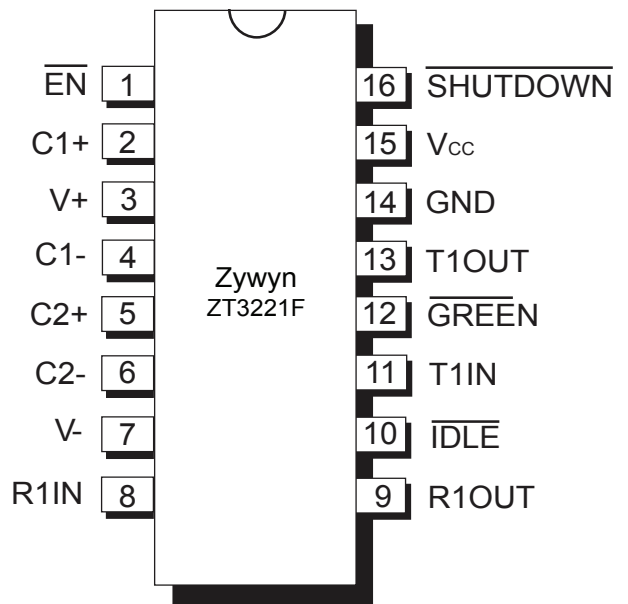 EN 1 16 SHUTDOWN
C1+ 2 15 Vcc
V+ 3 14 GND
C1- 4 13 T1OUT
Zywyn
ZT3221F
C2+ 5 12 GREEN
C2- 6 11 T1IN
V- 7 10 IDLE
R1IN 8 9 R1OUT